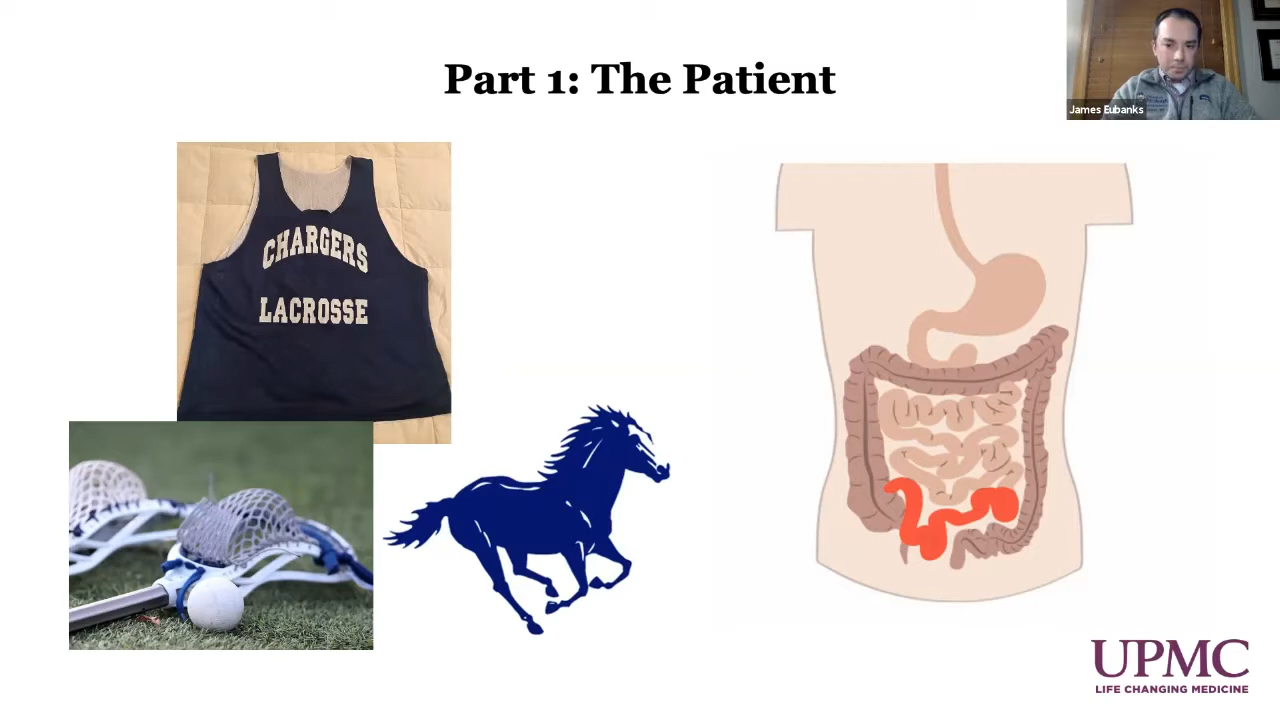 Part 1: The Patient
James Eubanks
CHARGERS
LACROSSE
UPMC
LIFE CHANGING MEDICINE